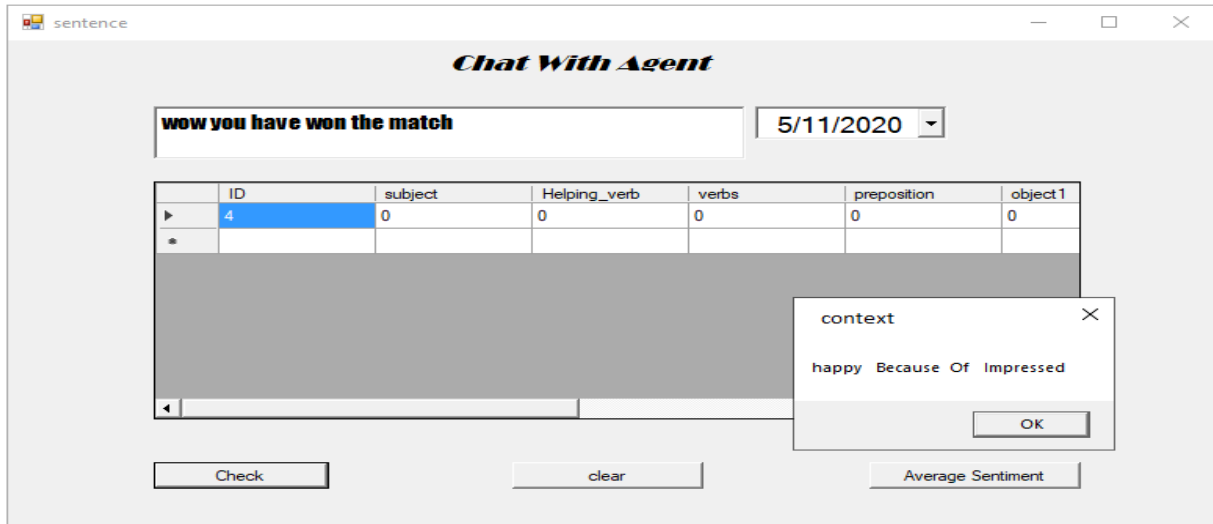 sentence
Chat With Agent
wow you have won the match
5/11/2020
ID subject Helping_verb verbs preposition object1
4 0 0 0 0 0
context
happy Because Of Impressed
OK
Check clear Average Sentiment